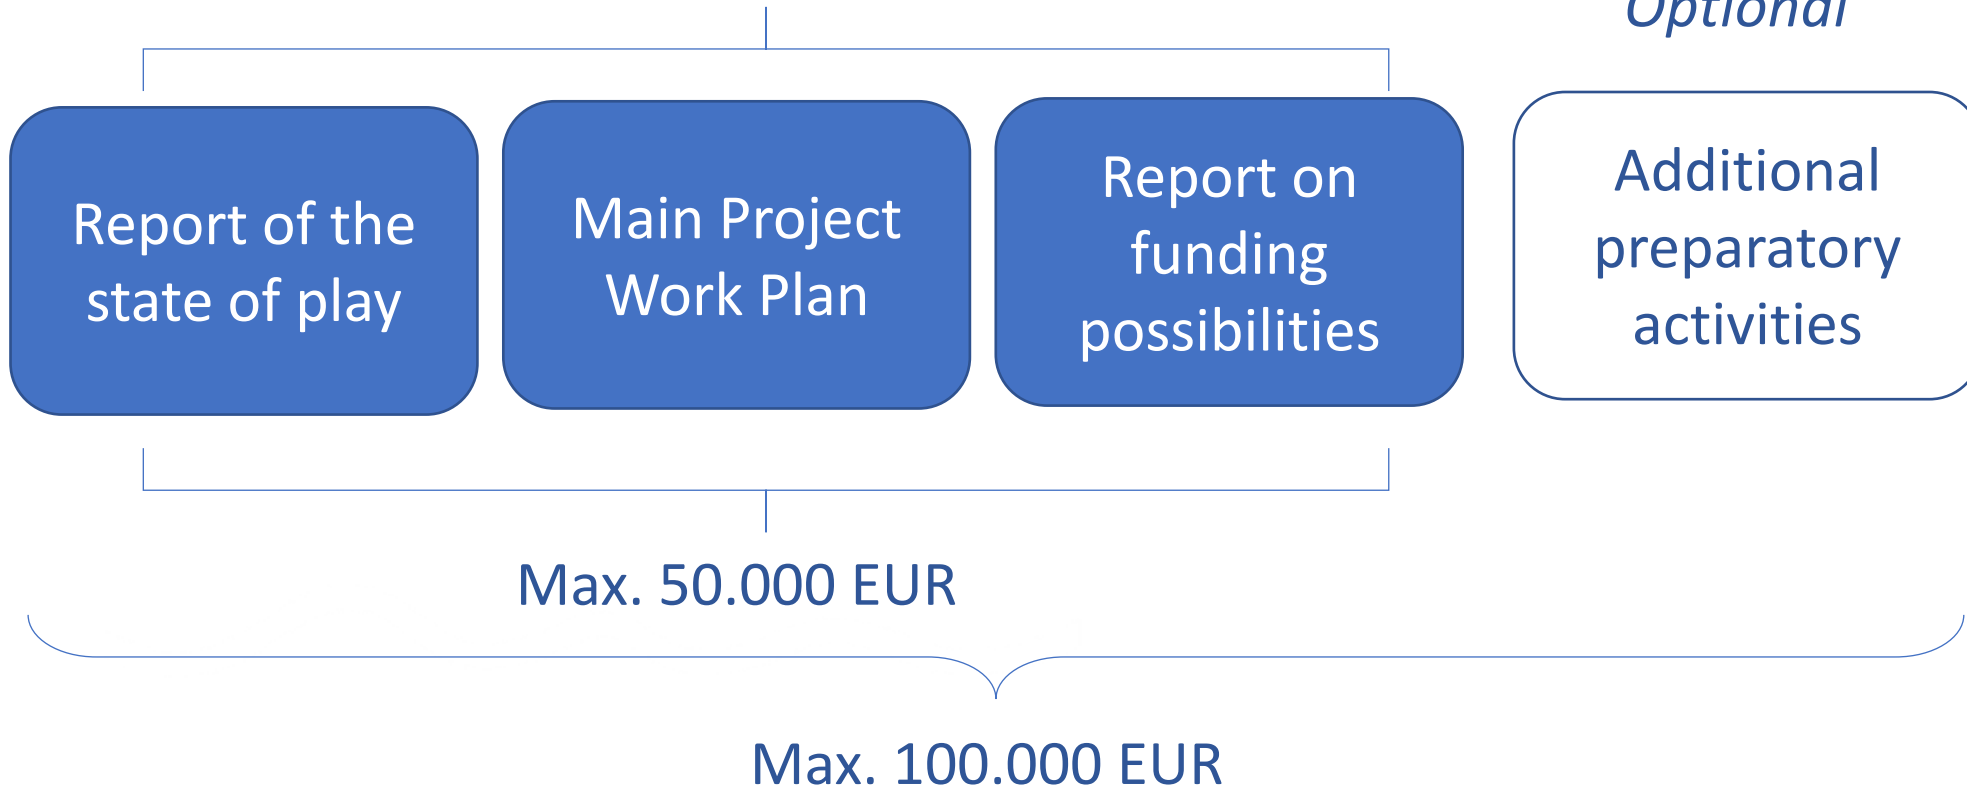 Optional
Report of the
state of play
Main Project
Work Plan
Report on
funding
possibilities
Additional
preparatory
activities
Max. 50.000 EUR
Max. 100.000 EUR